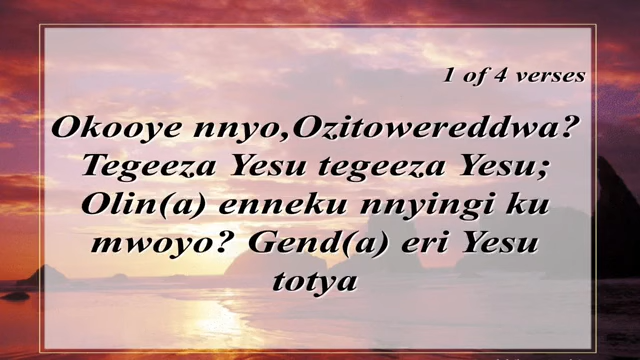 1 of 4 verses
Okooye nnyo,Ozitowereddwa?
Tegeeza Yesu tegeeza Yesu;
Olin(a) enneku nnyingi ku
mwoyo? Gend(a) eri Yesu
totya